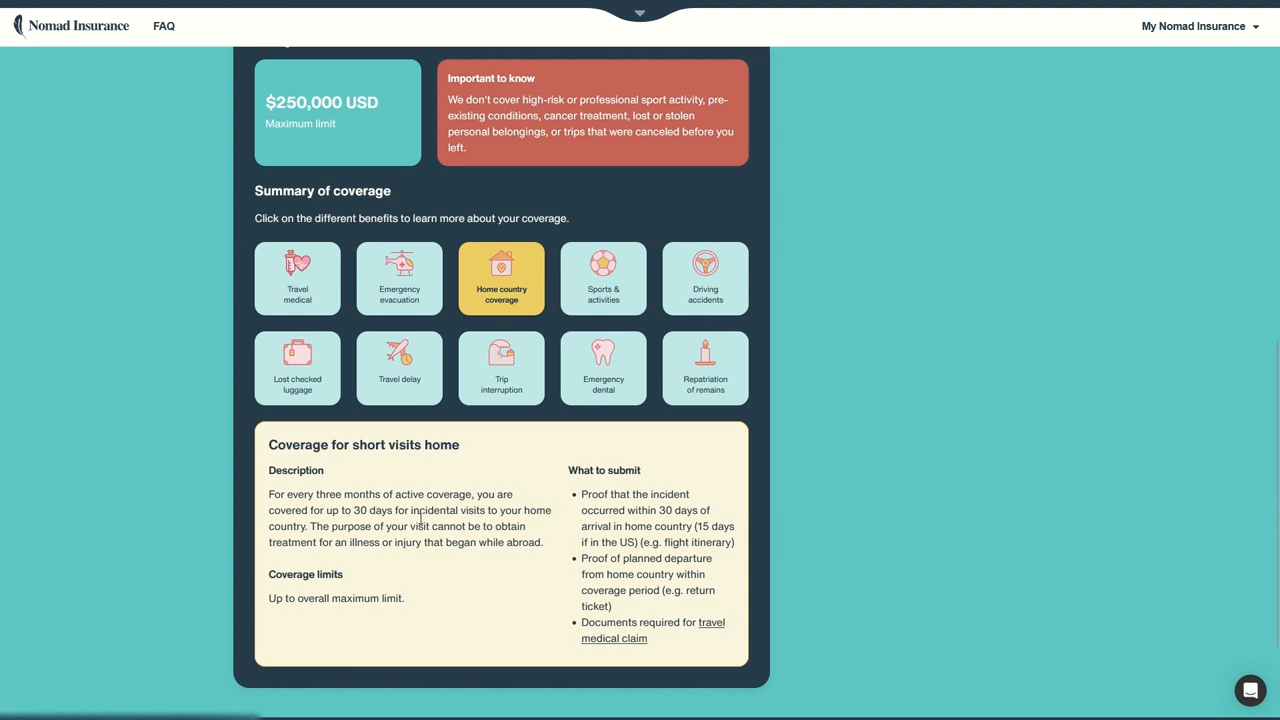 Nomad Insurance
FAQ
My Nomad Insurance
$250,000 USD
Maximum limit
Important to know
We don't cover high-risk or professional sport activity, pre-
existing conditions, cancer treatment, lost or stolen
personal belongings, or trips that were canceled before you
left.
Summary of coverage
Click on the different benefits to learn more about your coverage.
Travel
medical
Emergency
evacuation
Home country
coverage
Sports &
activities
Driving
accidents
Lost checked
luggage
Travel delay
Trip
interruption
Emergency
dental
Repatriation
of remains
Coverage for short visits home
Description
For every three months of active coverage, you are
covered for up to 30 days for incidental visits to your home
country. The purpose of your visit cannot be to obtain
treatment for an illness or injury that began while abroad.
Coverage limits
Up to overall maximum limit.
What to submit
• Proof that the incident
occurred within 30 days of
arrival in home country (15 days
if in the US) (e.g. flight itinerary)
• Proof of planned departure
from home country within
coverage period (e.g. return
ticket)
• Documents required for travel
medical claim